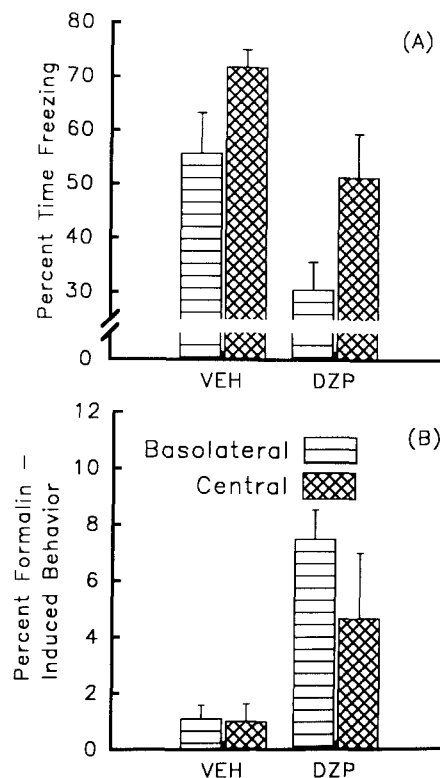 (A)
Percent Time Freezing
80
70
60
50
40
30
0
VEH DZP
(B)
Percent Formalin –
Induced Behavior
12
10
8
6
4
2
0
Basolateral
Central
VEH DZP